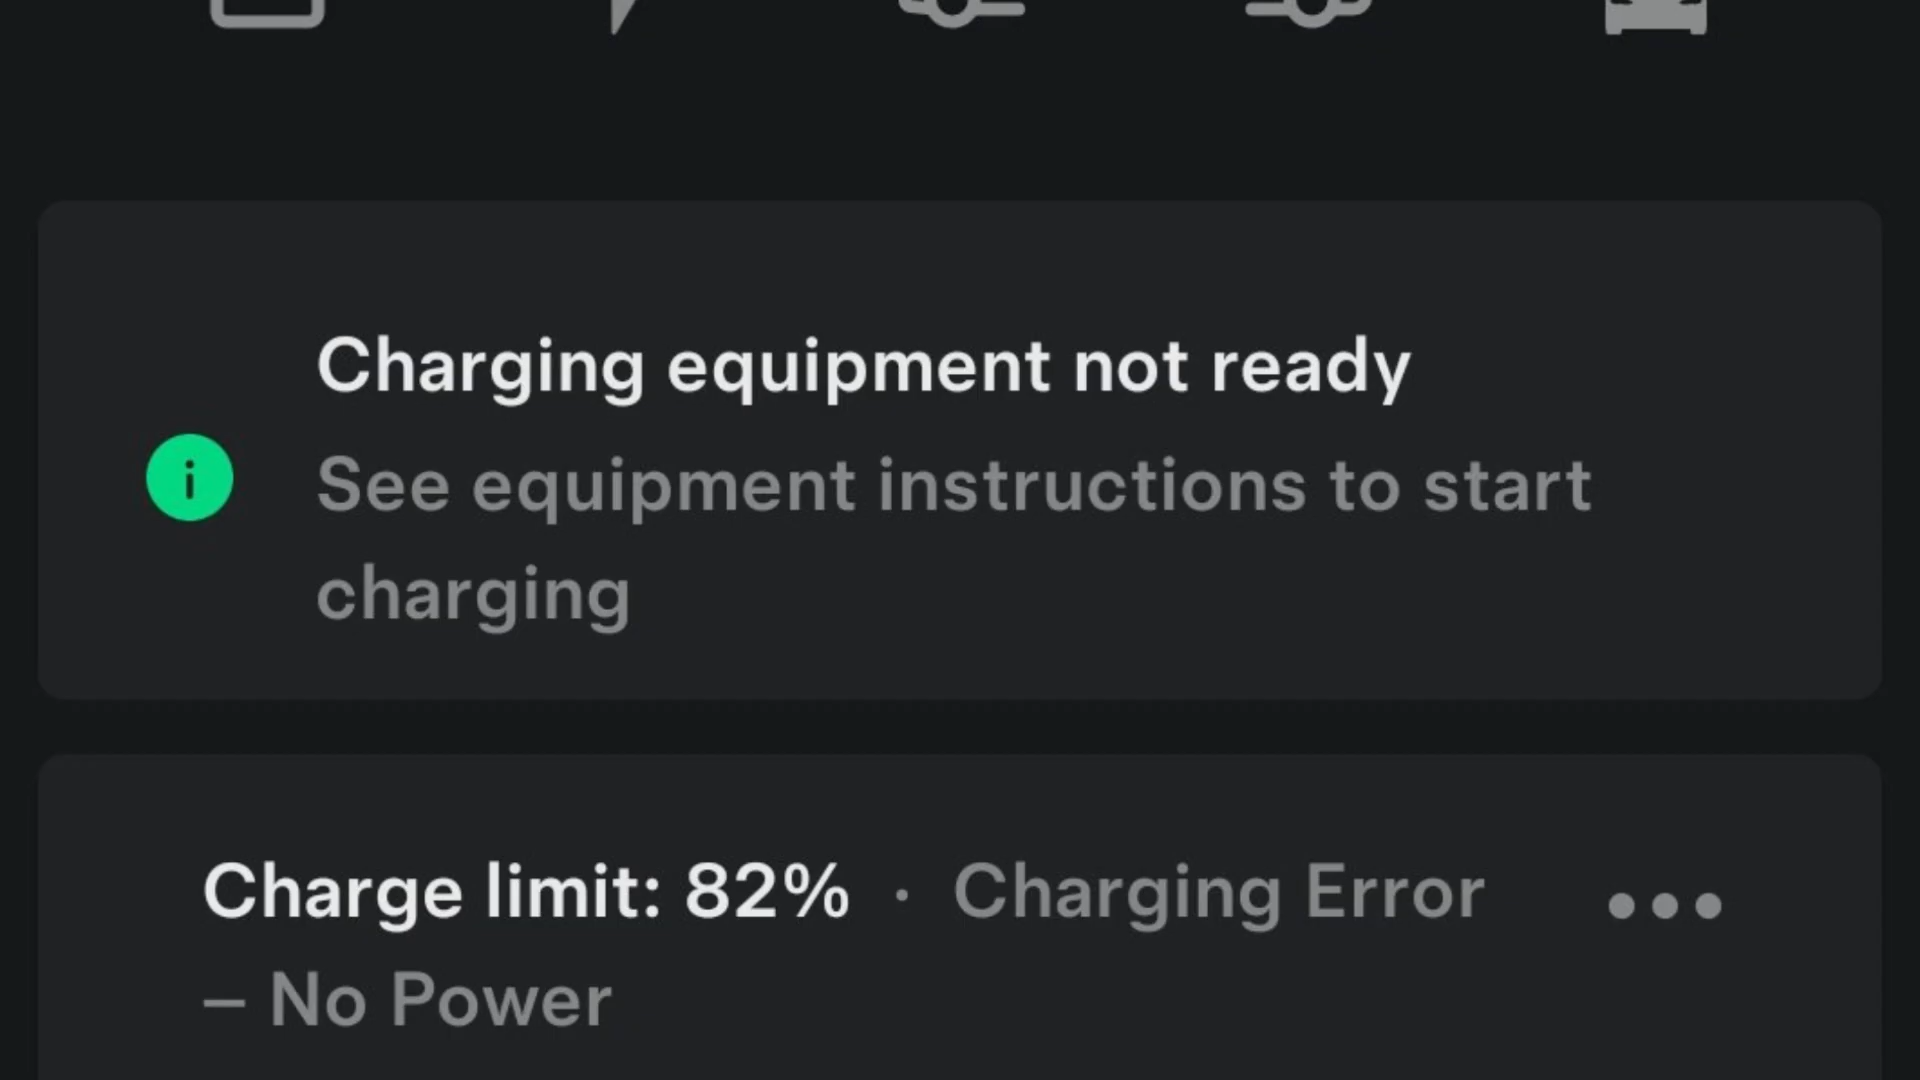 Charging equipment not ready
See equipment instructions to start
charging
Charge limit: 82% · Charging Error
– No Power